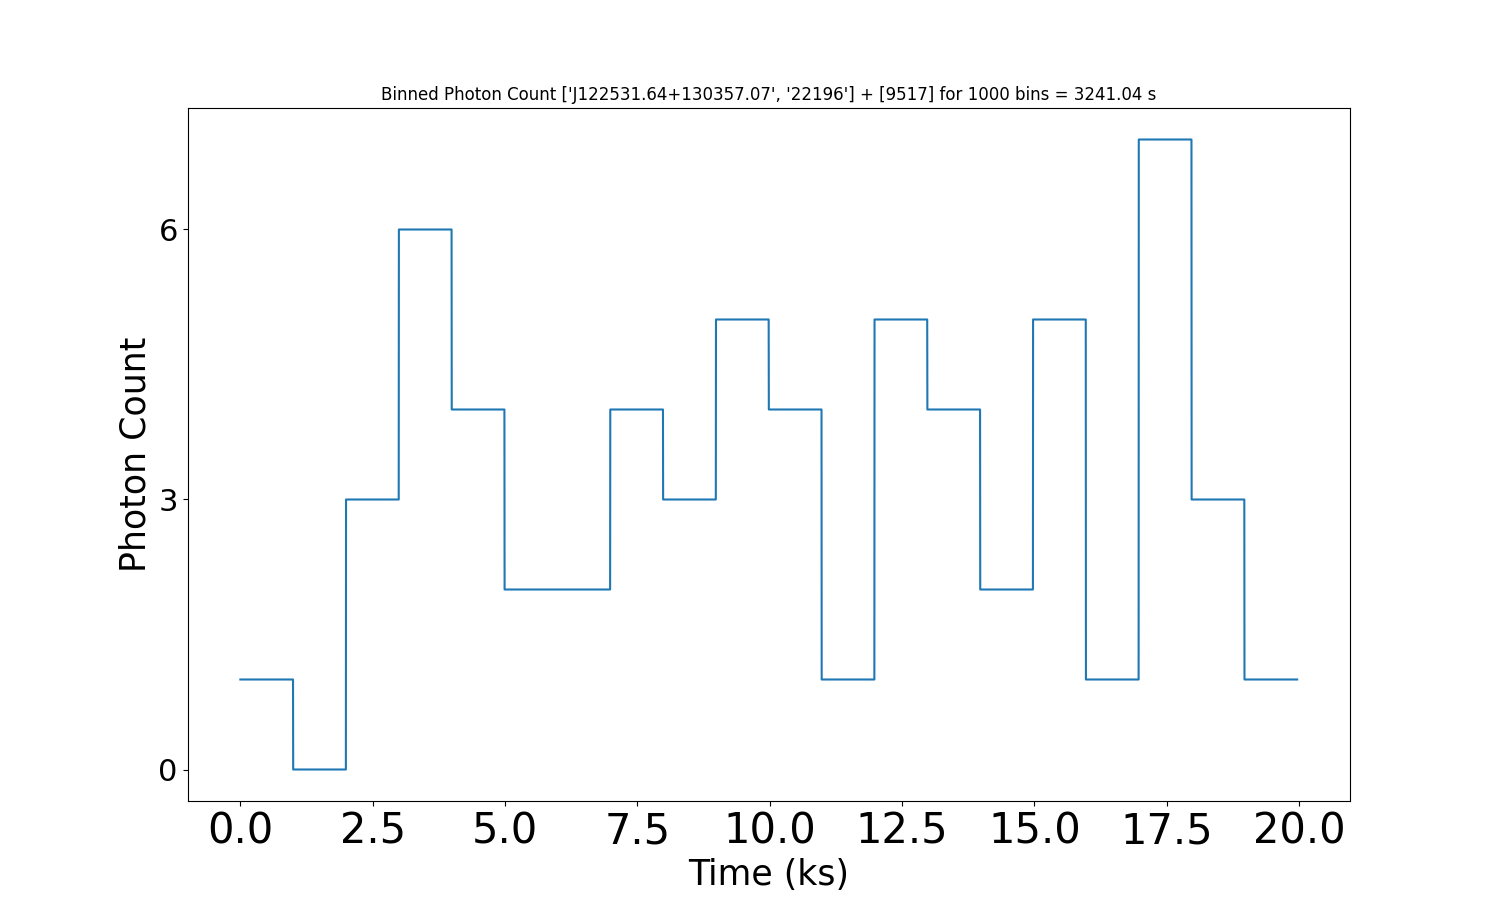 Binned Photon Count ['J122531.64+130357.07', '22196'] + [9517] for 1000 bins = 3241.04 s
6
3
0
Photon Count
0.0 2.5 5.0 7.5 10.0 12.5 15.0 17.5 20.0
Time (ks)